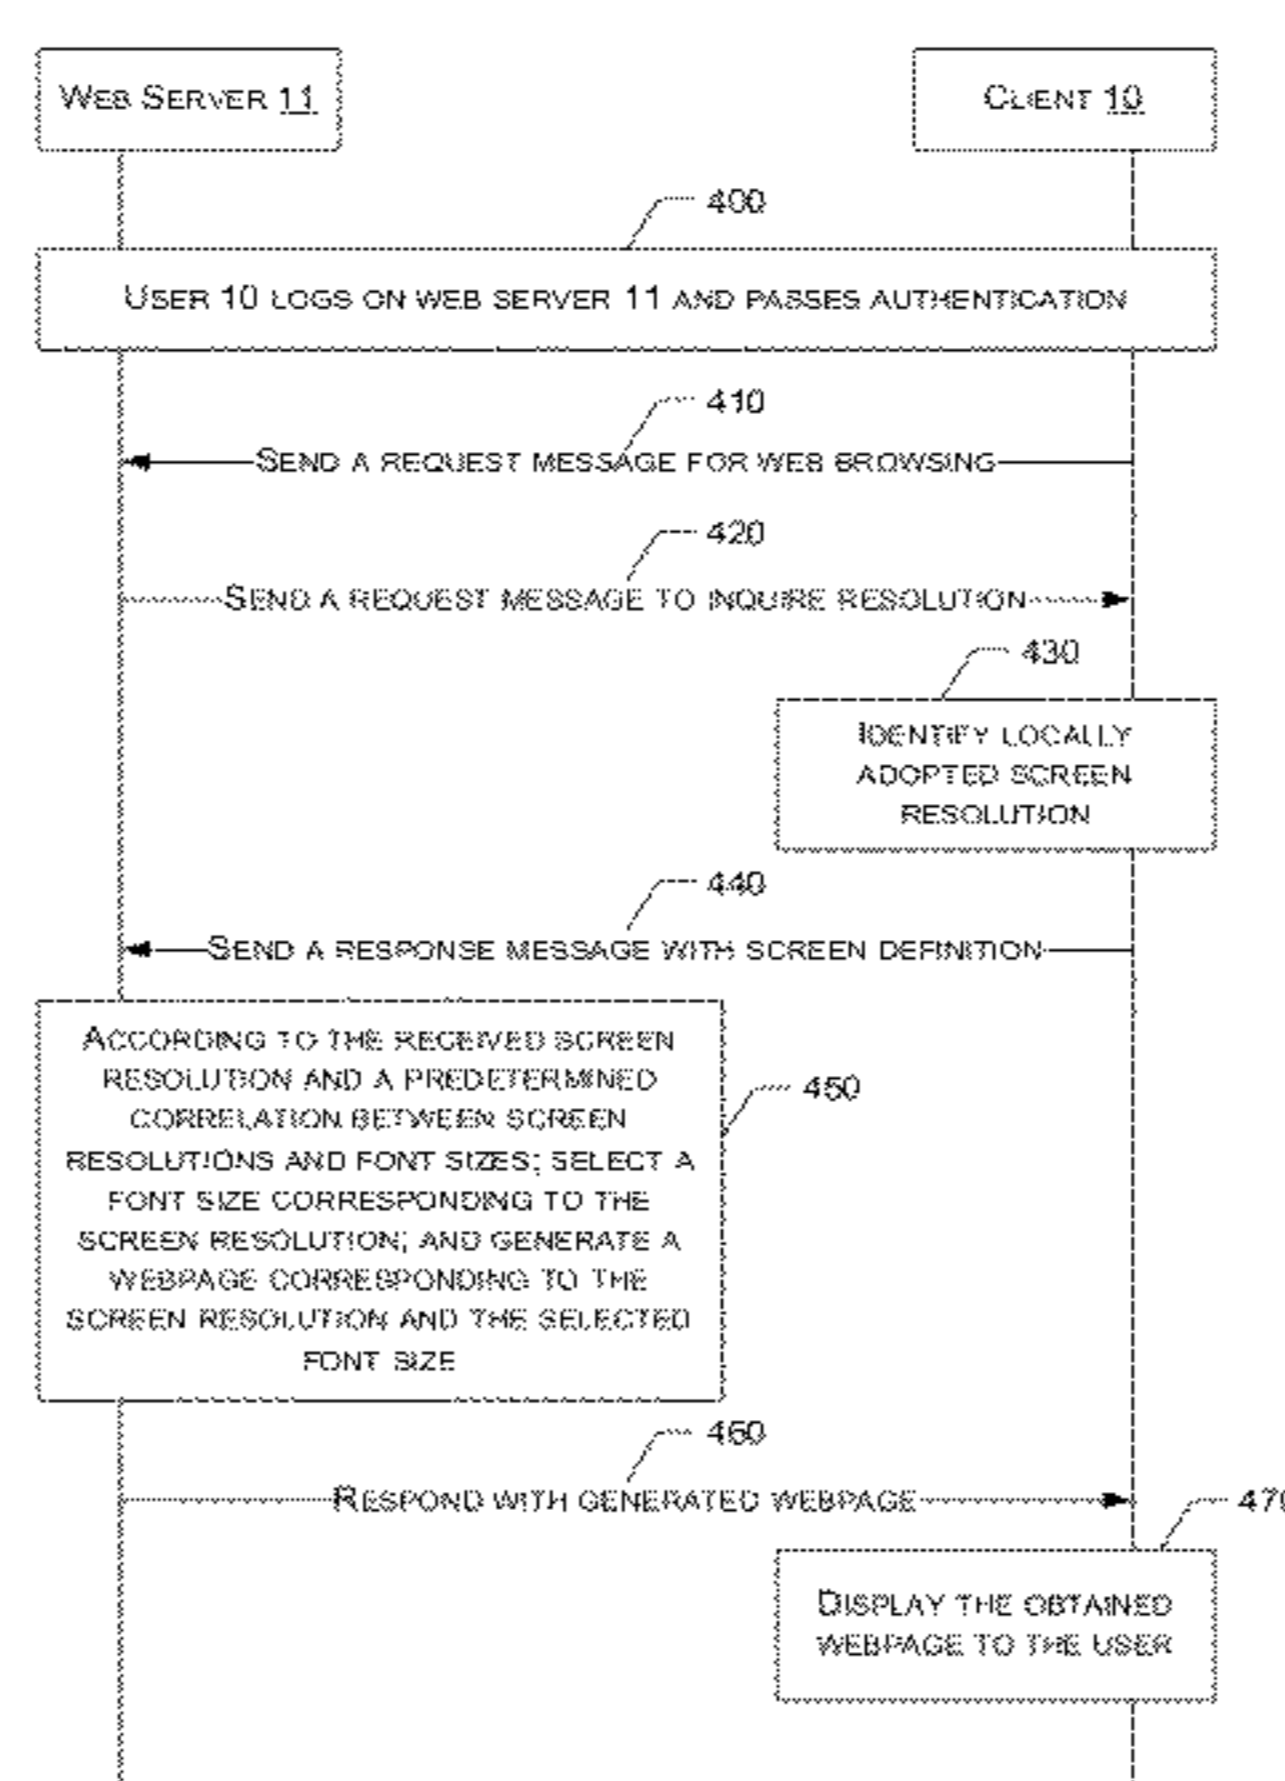 WEB SERVER 11
CLIENT 10
400
USER 10 LOGS ON WEB SERVER 11 AND PASSES AUTHENTICATION
410
SEND A REQUEST MESSAGE FOR WEB BROWSING
420
SEND A REQUEST MESSAGE TO INQUIRE RESOLUTION
430
IDENTIFY LOCALLY
ADOPTED SCREEN
RESOLUTION
440
SEND A RESPONSE MESSAGE WITH SCREEN DEFINITION
ACCORDING TO THE RECEIVED SCREEN
RESOLUTION AND A PREDETERMINED
CORRELATION BETWEEN SCREEN
RESOLUTIONS AND FONT SIZES; SELECT A
FONT SIZE CORRESPONDING TO THE
SCREEN RESOLUTION; AND GENERATE A
WEBPAGE CORRESPONDING TO THE
SCREEN RESOLUTION AND THE SELECTED
FONT SIZE
450
460
RESPOND WITH GENERATED WEBPAGE
470
DISPLAY THE OBTAINED
WEBPAGE TO THE USER